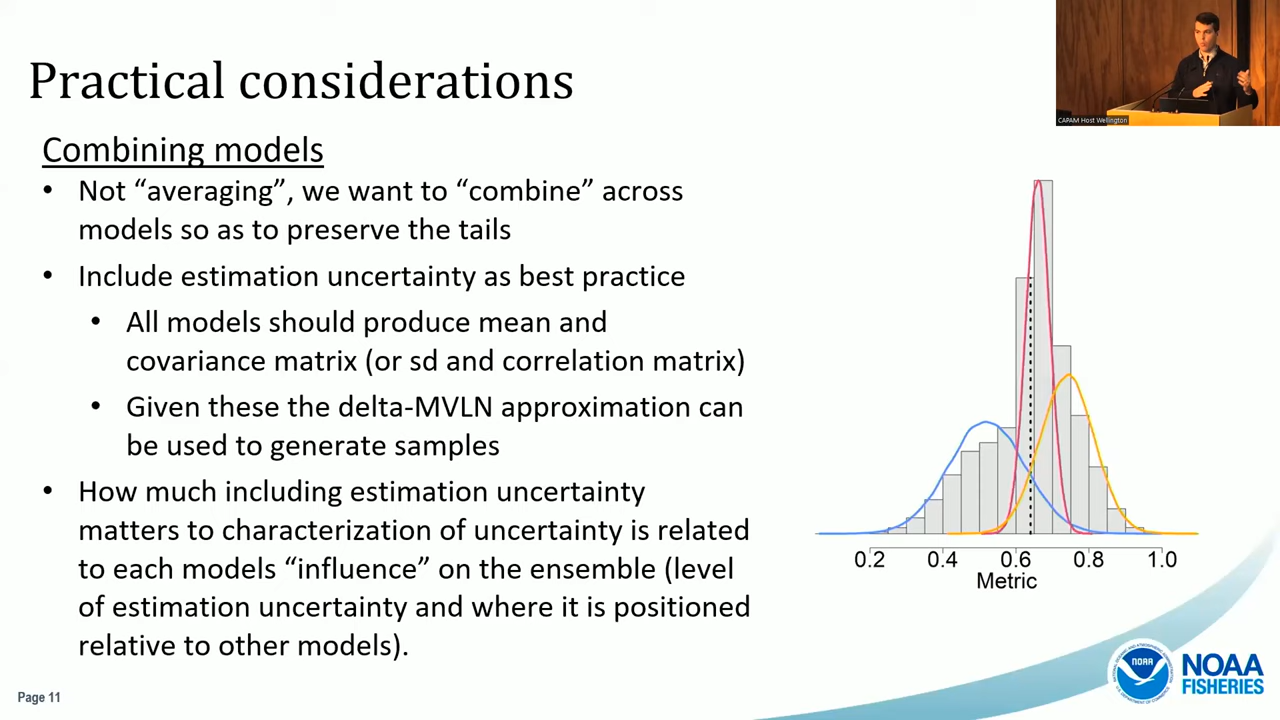 Practical considerations
CAPAM Host Wellington
Combining models
• Not “averaging”, we want to “combine” across
models so as to preserve the tails
• Include estimation uncertainty as best practice
• All models should produce mean and
covariance matrix (or sd and correlation matrix)
• Given these the delta-MVLN approximation can
be used to generate samples
• How much including estimation uncertainty
matters to characterization of uncertainty is related
to each models “influence” on the ensemble (level
of estimation uncertainty and where it is positioned
relative to other models).
0.2 0.4 0.6 0.8 1.0
Metric
NOAA
NOAA
FISHERIES
Page 11